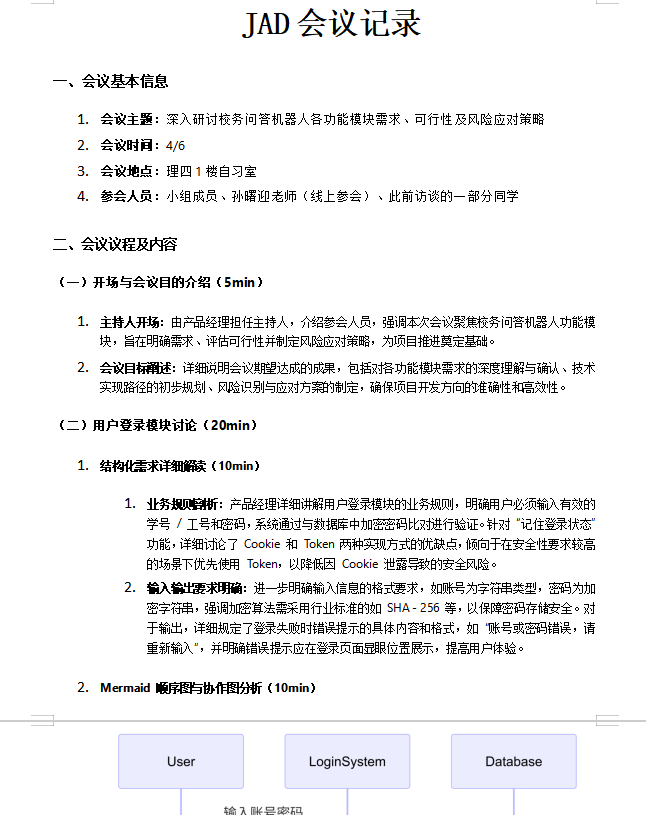 JAD 会议记录
一、会议基本信息
1. 会议主题：深入研讨校务问答机器人各功能模块需求、可行性及风险应对策略
2. 会议时间：4/6
3. 会议地点：理四 1 楼自习室
4. 参会人员：小组成员、孙曙迎老师（线上参会）、此前访谈的一部分同学
二、会议议程及内容
（一）开场与会议目的介绍（5min）
1. 主持人开场：由产品经理担任主持人，介绍参会人员，强调本次会议聚焦校务问答机器人功能模
块，旨在明确需求、评估可行性并制定风险应对策略，为项目推进奠定基础。
2. 会议目标阐述：详细说明会议期望达成的成果，包括对各功能模块需求的深度理解与确认、技术
实现路径的初步规划、风险识别与应对方案的制定，确保项目开发方向的准确性和高效性。
（二）用户登录模块讨论（20min）
1. 结构化需求详细解读（10min）
1. 业务规则剖析：产品经理详细讲解用户登录模块的业务规则，明确用户必须输入有效的
学号 / 工号和密码，系统通过与数据库中加密密码比对进行验证。针对 “记住登录状态”
功能，详细讨论了 Cookie 和 Token 两种实现方式的优缺点，倾向于在安全性要求较高
的场景下优先使用 Token，以降低因 Cookie 泄露导致的安全风险。
2. 输入输出要求明确：进一步明确输入信息的格式要求，如账号为字符串类型，密码为加
密字符串，强调加密算法需采用行业标准的如 SHA - 256 等，以保障密码存储安全。对
于输出，详细规定了登录失败时错误提示的具体内容和格式，如 “账号或密码错误，请
重新输入”，并明确错误提示应在登录页面显眼位置展示，提高用户体验。
2. Mermaid 顺序图与协作图分析（10min）
User LoginSystem Database
输入账号密码